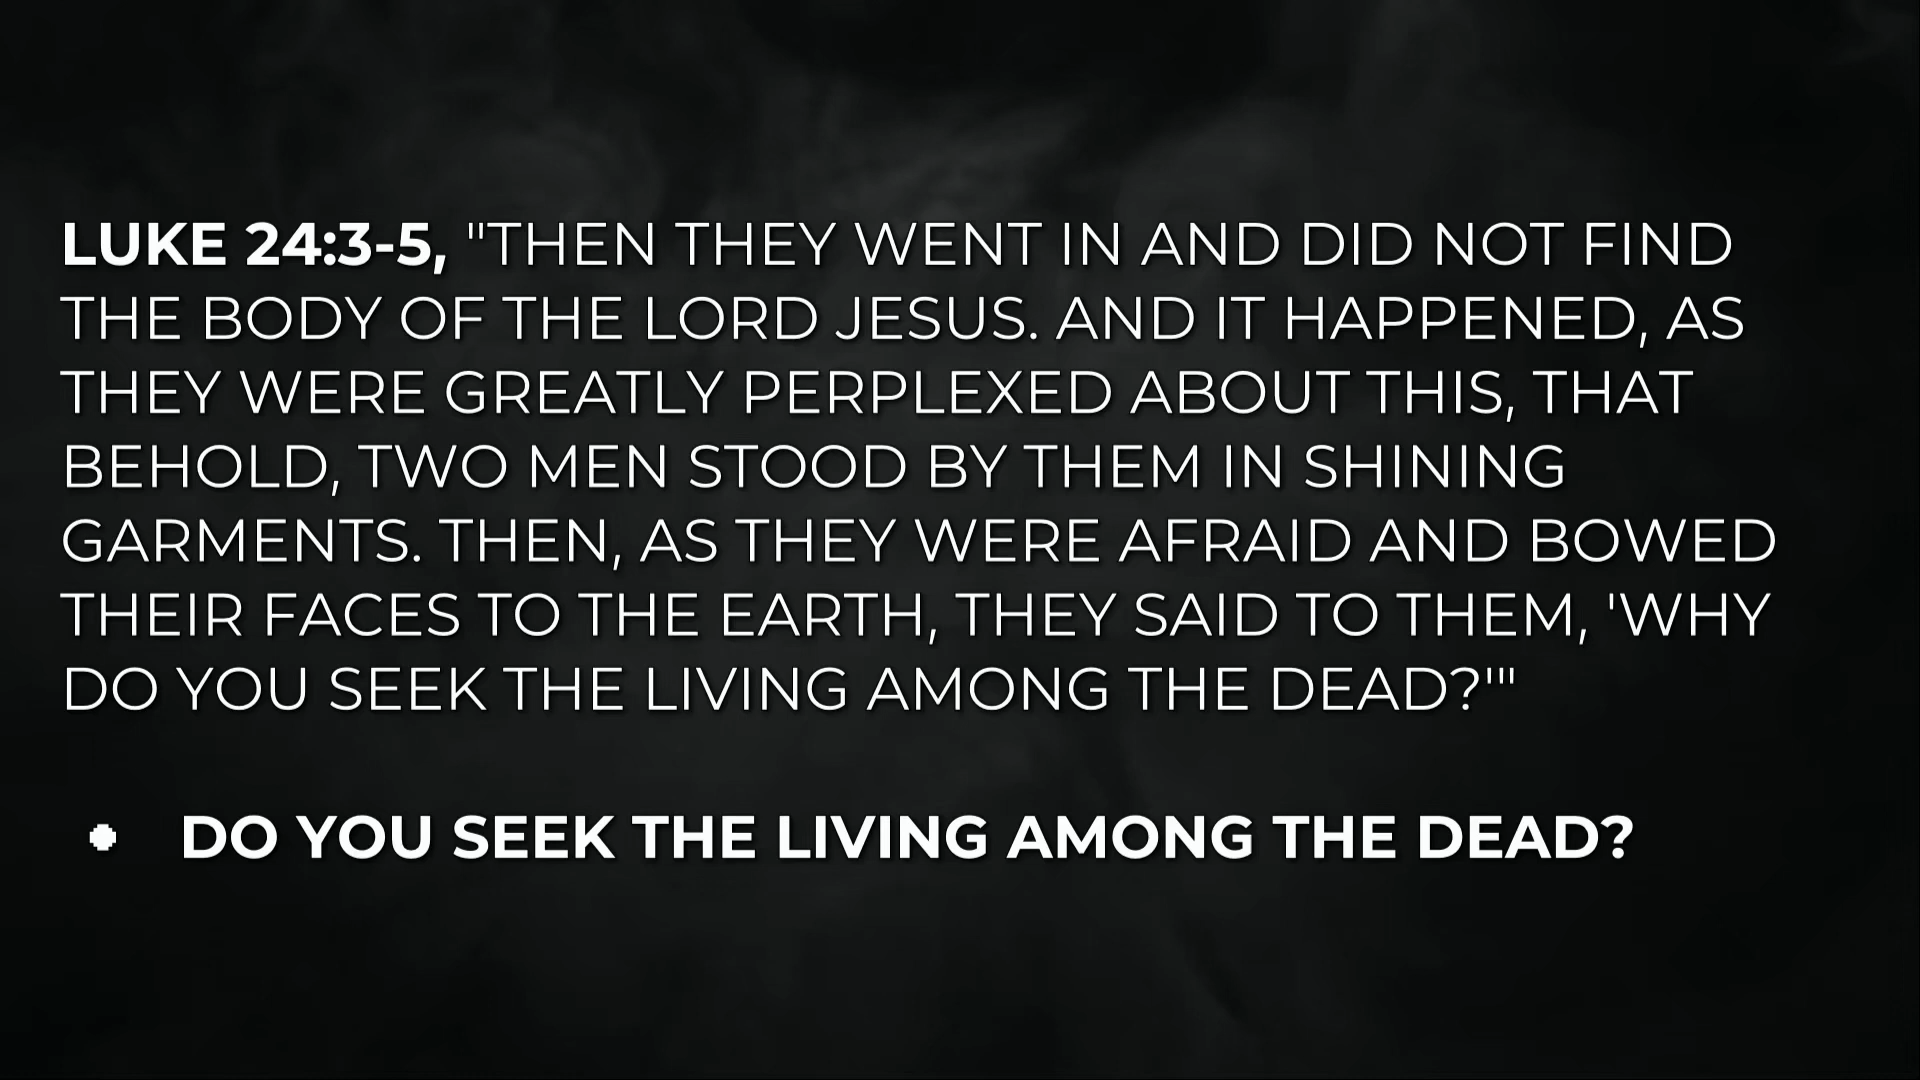 LUKE 24:3-5, "THEN THEY WENT IN AND DID NOT FIND
THE BODY OF THE LORD JESUS. AND IT HAPPENED, AS
THEY WERE GREATLY PERPLEXED ABOUT THIS, THAT
BEHOLD, TWO MEN STOOD BY THEM IN SHINING
GARMENTS. THEN, AS THEY WERE AFRAID AND BOWED
THEIR FACES TO THE EARTH, THEY SAID TO THEM, 'WHY
DO YOU SEEK THE LIVING AMONG THE DEAD?'"
• DO YOU SEEK THE LIVING AMONG THE DEAD?